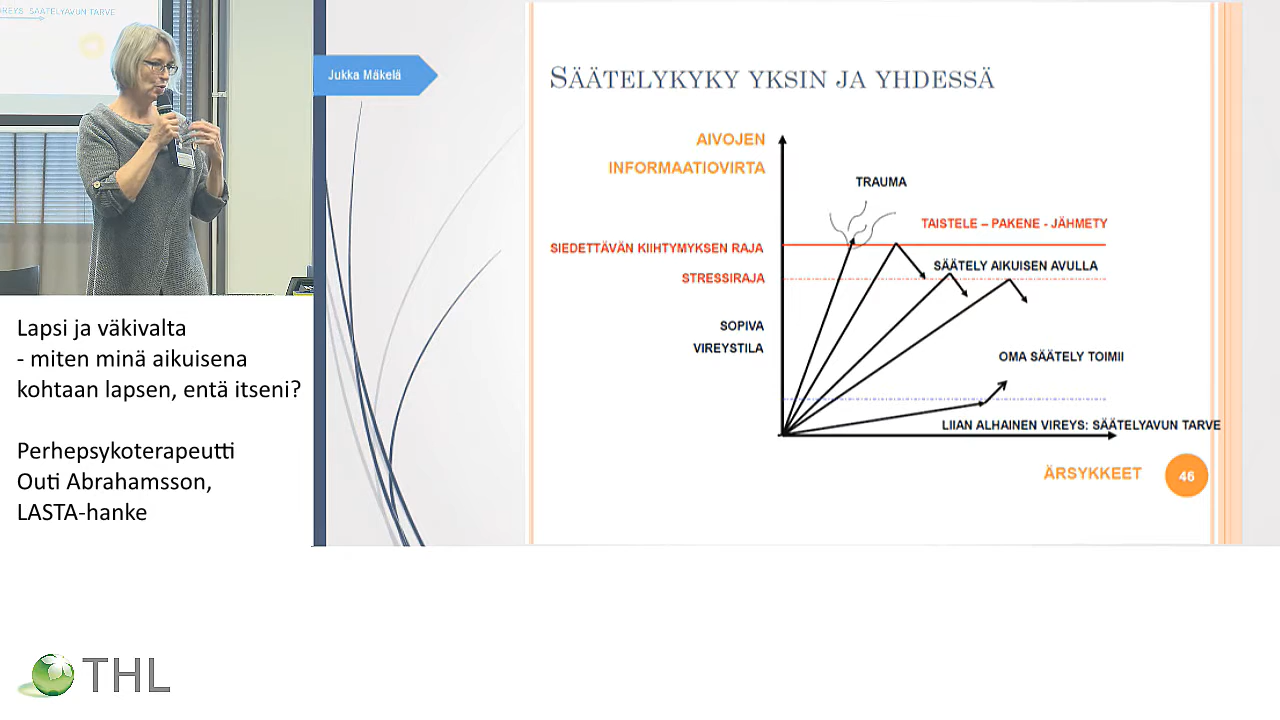 VIREYS: SÄÄTELYAVUN TARVE
Lapsi ja väkivalta
- miten minä aikuisena
kohtaan lapsen, entä itseni?
Perhepsykoterapeutti
Outi Abrahamsson,
LASTA-hanke
THL
Jukka Mäkelä
SÄÄTELYKYKY YKSIN JA YHDESSÄ
AIVOJEN
INFORMAATIOVIRTA
TRAUMA
TAISTELE – PAKENE - JÄHMETY
SIEDETTÄVÄN KIIHTYMYKSEN RAJA
SÄÄTELY AIKUISEN AVULLA
STRESSIRAJA
SOPIVA
VIREYSTILA
OMA SÄÄTELY TOIMII
LIIAN ALHAINEN VIREYS: SÄÄTELYAVUN TARVE
ÄRSYKKEET
46